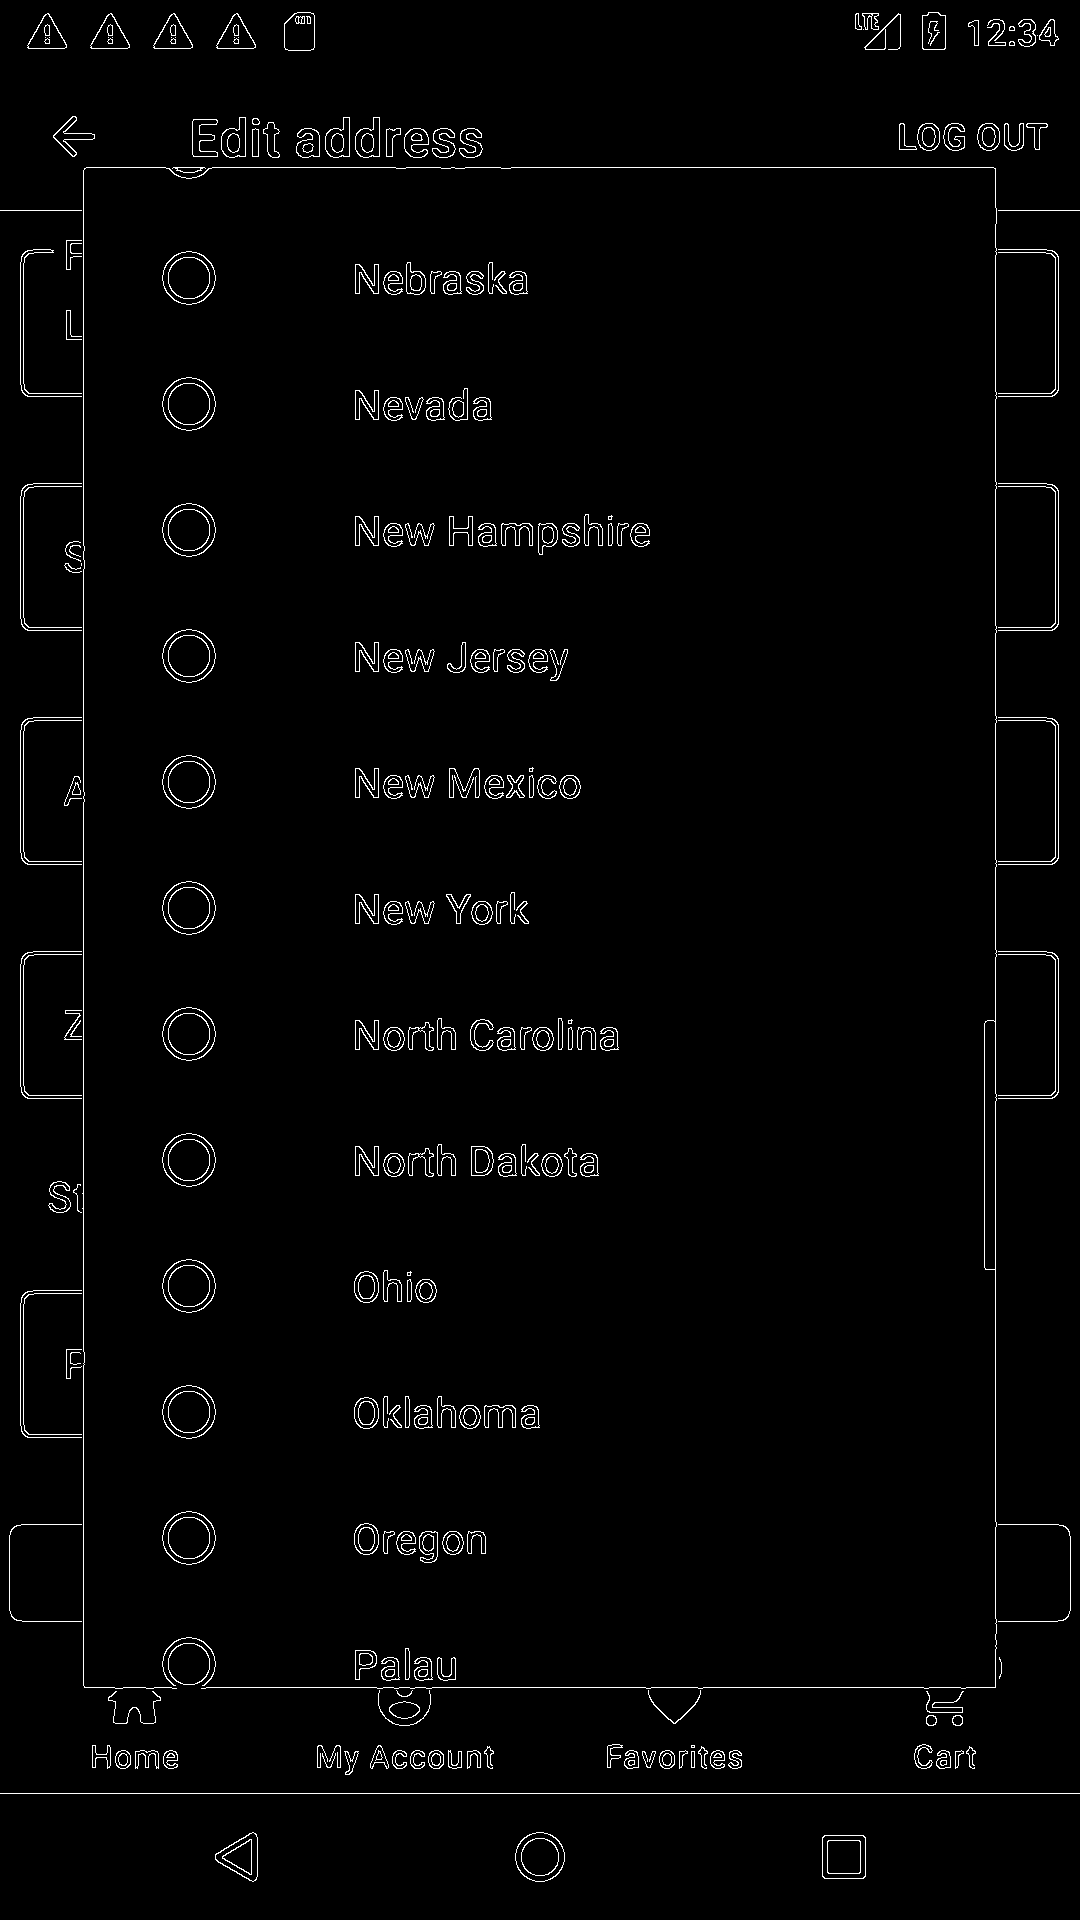 LTE 12:34
Edit address LOG OUT
F
L
Nebraska
Nevada
New Hampshire
S
New Jersey
New Mexico
A
New York
North Carolina
Z
North Dakota
St
Ohio
P
Oklahoma
Oregon
Palau
Home My Account Favorites Cart